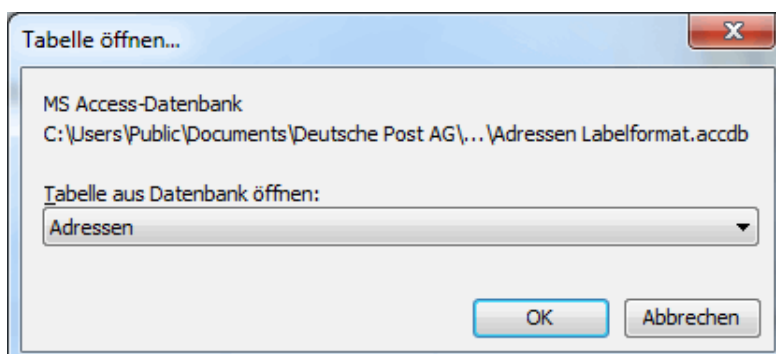 Tabelle öffnen...
MS Access-Datenbank
C:\Users\Public\Documents\Deutsche Post AG\...\Adressen Labelformat.accdb
Tabelle aus Datenbank öffnen:
Adressen
OK
Abbrechen